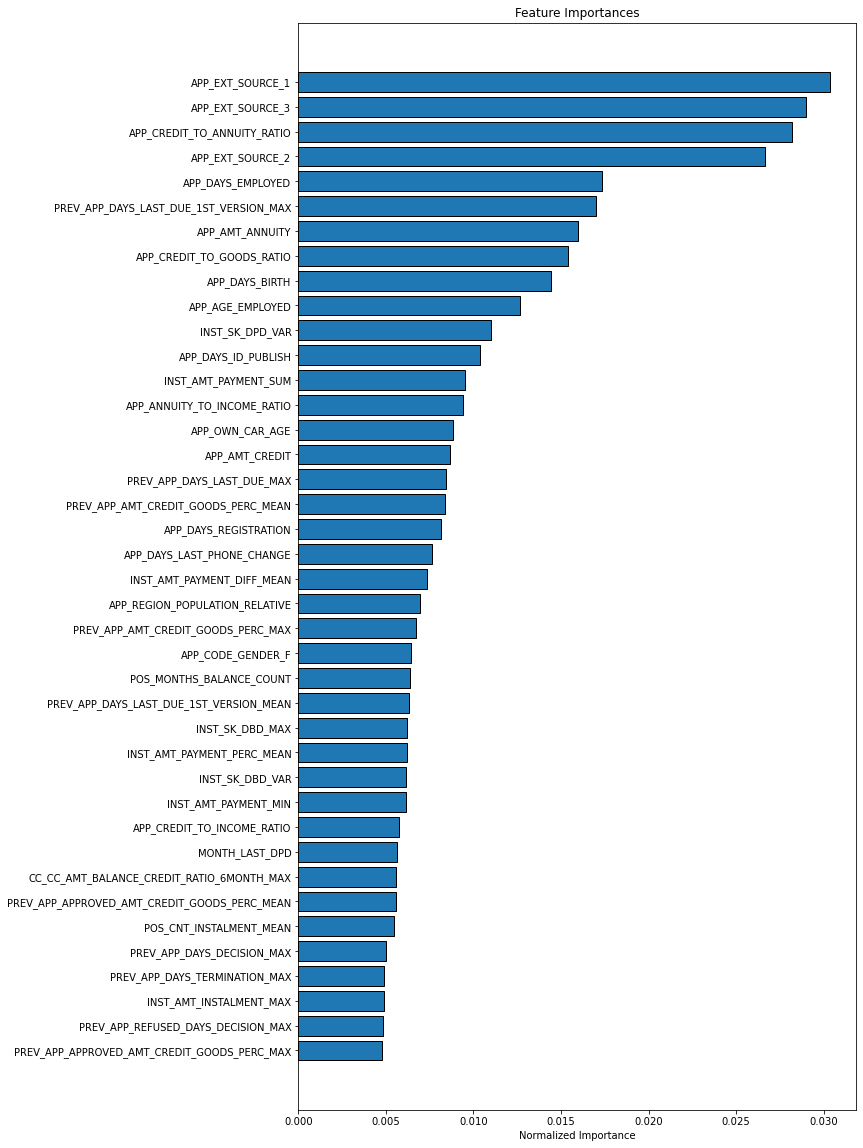 Feature Importances
APP_EXT_SOURCE_1
APP_EXT_SOURCE_3
APP_CREDIT_TO_ANNUITY_RATIO
APP_EXT_SOURCE_2
APP_DAYS_EMPLOYED
PREV_APP_DAYS_LAST_DUE_1ST_VERSION_MAX
APP_AMT_ANNUITY
APP_CREDIT_TO_GOODS_RATIO
APP_DAYS_BIRTH
APP_AGE_EMPLOYED
INST_SK_DPD_VAR
APP_DAYS_ID_PUBLISH
INST_AMT_PAYMENT_SUM
APP_ANNUITY_TO_INCOME_RATIO
APP_OWN_CAR_AGE
APP_AMT_CREDIT
PREV_APP_DAYS_LAST_DUE_MAX
PREV_APP_AMT_CREDIT_GOODS_PERC_MEAN
APP_DAYS_REGISTRATION
APP_DAYS_LAST_PHONE_CHANGE
INST_AMT_PAYMENT_DIFF_MEAN
APP_REGION_POPULATION_RELATIVE
PREV_APP_AMT_CREDIT_GOODS_PERC_MAX
APP_CODE_GENDER_F
POS_MONTHS_BALANCE_COUNT
PREV_APP_DAYS_LAST_DUE_1ST_VERSION_MEAN
INST_SK_DBD_MAX
INST_AMT_PAYMENT_PERC_MEAN
INST_SK_DBD_VAR
INST_AMT_PAYMENT_MIN
APP_CREDIT_TO_INCOME_RATIO
MONTH_LAST_DPD
CC_CC_AMT_BALANCE_CREDIT_RATIO_6MONTH_MAX
PREV_APP_APPROVED_AMT_CREDIT_GOODS_PERC_MEAN
POS_CNT_INSTALMENT_MEAN
PREV_APP_DAYS_DECISION_MAX
PREV_APP_DAYS_TERMINATION_MAX
INST_AMT_INSTALMENT_MAX
PREV_APP_REFUSED_DAYS_DECISION_MAX
PREV_APP_APPROVED_AMT_CREDIT_GOODS_PERC_MAX
0.000 0.005 0.010 0.015 0.020 0.025 0.030
Normalized Importance